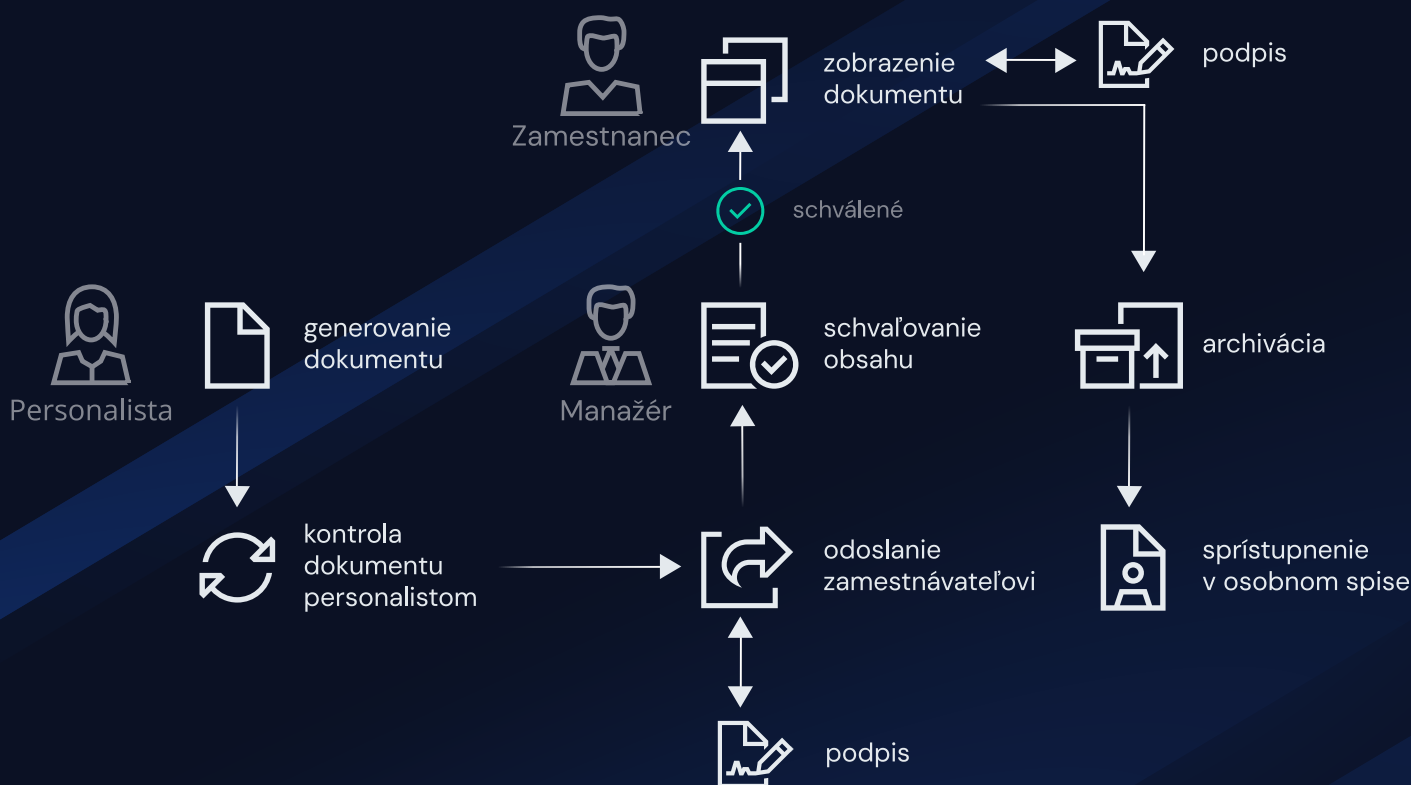 zobrazenie
dokumentu
podpis
Zamestnanec
schválené
Personalista
generovanie
dokumentu
Manažér
schvaľovanie
obsahu
archivácia
kontrola
dokumentu
personalistom
odoslanie
zamestnávateľovi
sprístupnenie
v osobnom spise
podpis